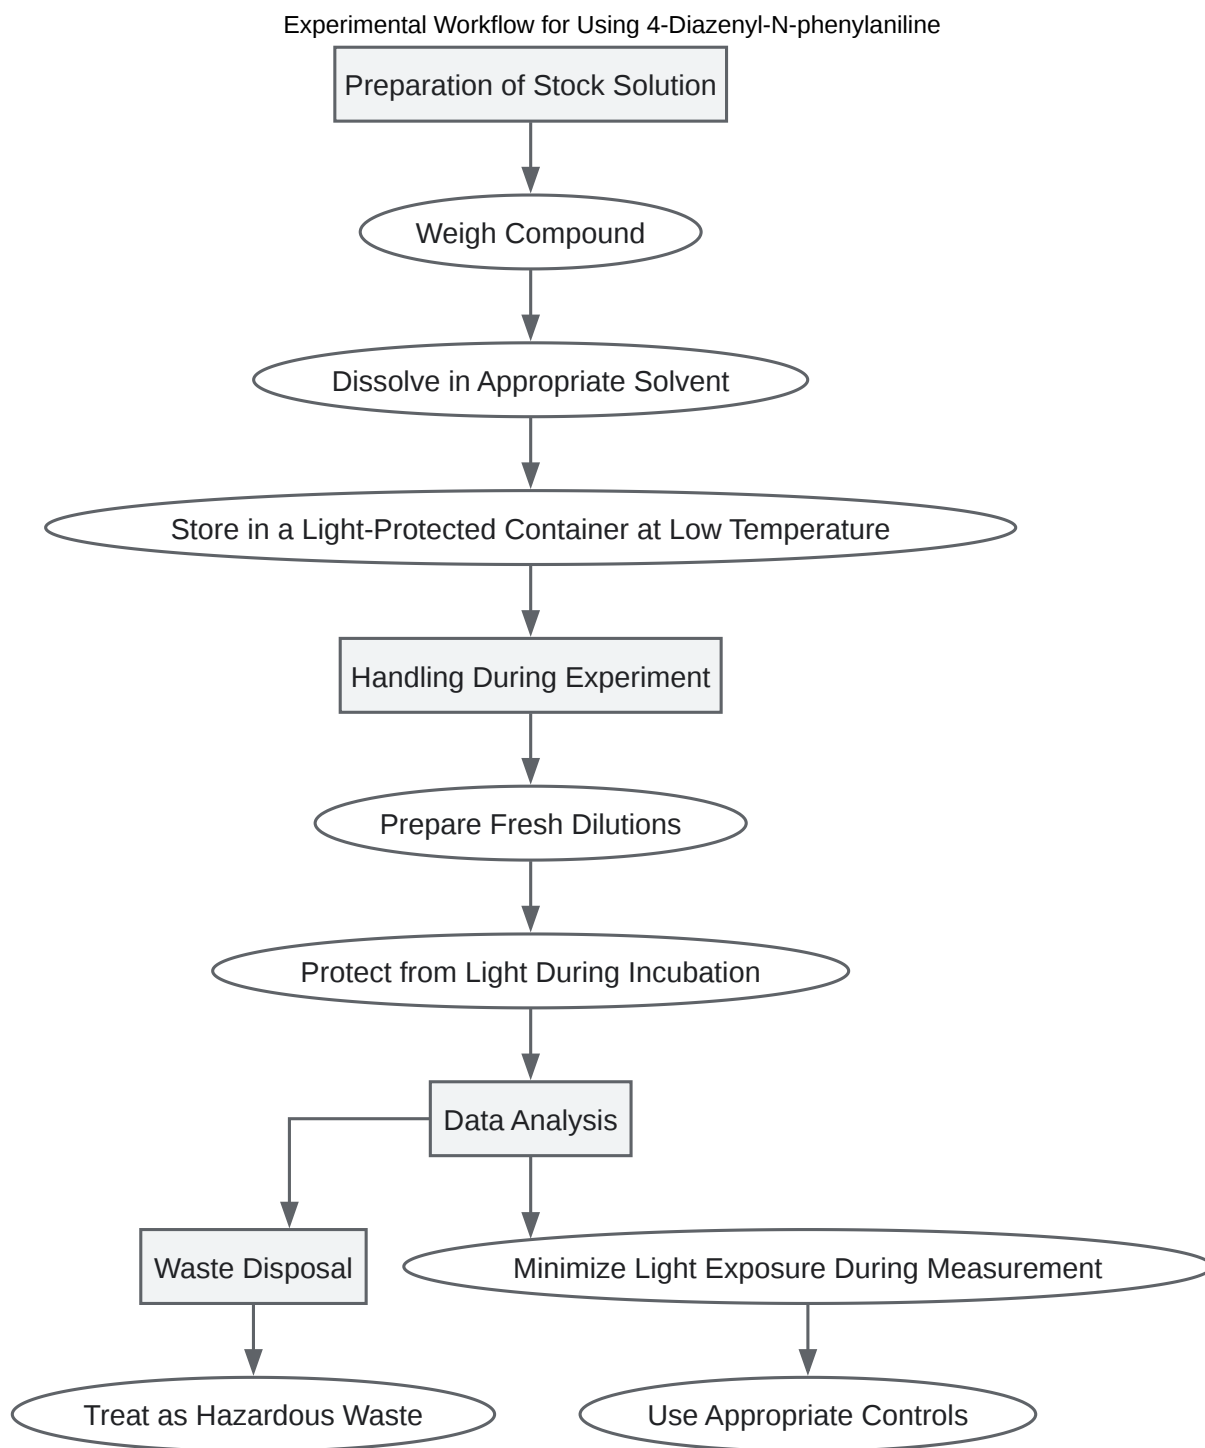 Experimental Workflow for Using 4-Diazenyl-N-phenylaniline
Preparation of Stock Solution
Weigh Compound
Dissolve in Appropriate Solvent
Store in a Light-Protected Container at Low Temperature
Handling During Experiment
Prepare Fresh Dilutions
Protect from Light During Incubation
Data Analysis
Waste Disposal
Minimize Light Exposure During Measurement
Treat as Hazardous Waste
Use Appropriate Controls